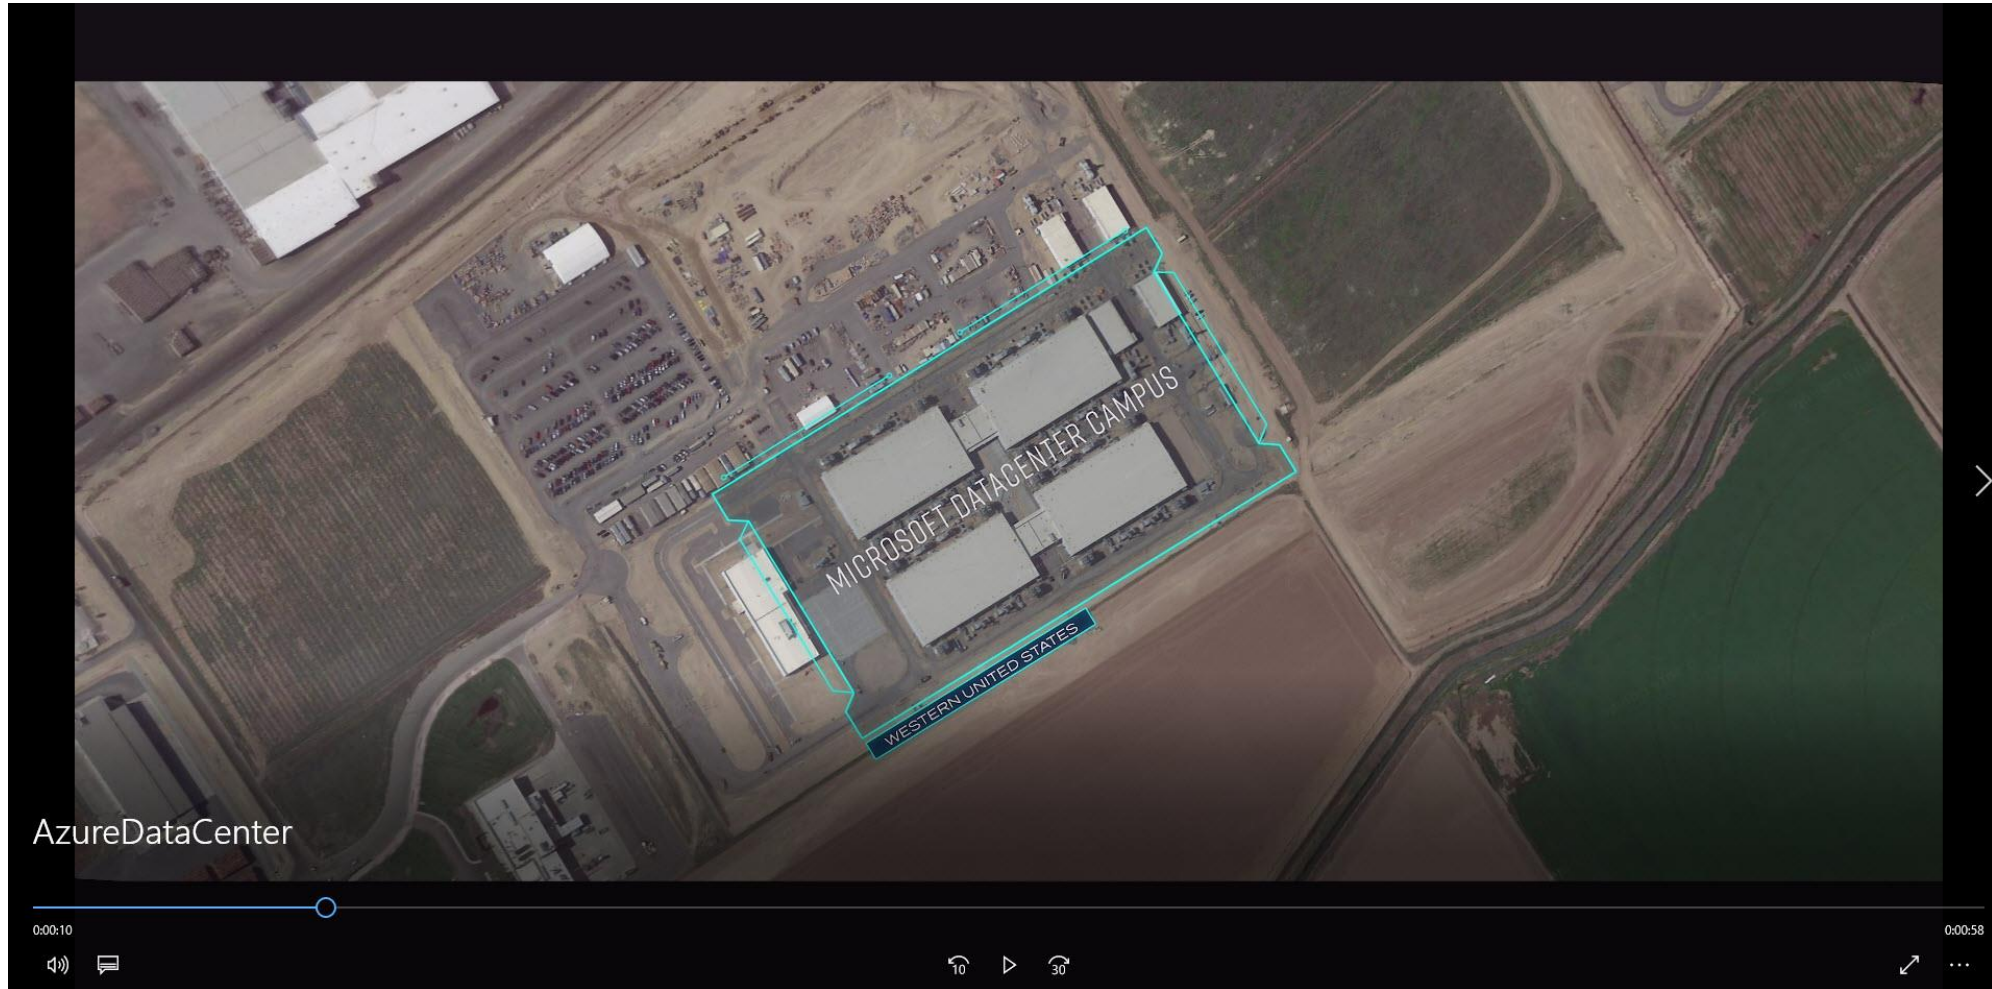 MICROSOFT DATACENTER CAMPUS
WESTERN UNITED STATES
AzureDataCenter
0:00:10
0:00:58
10
30